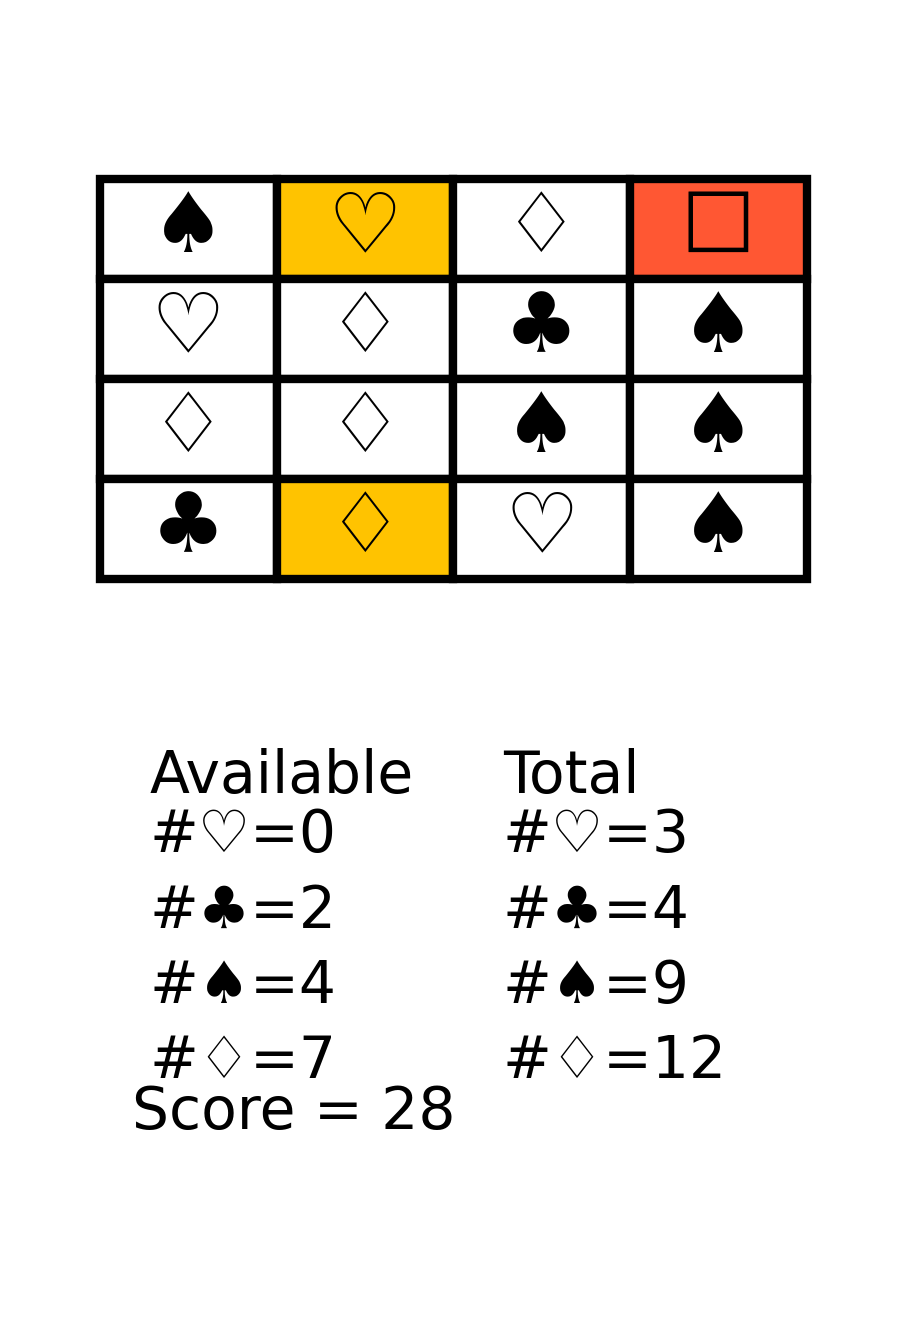 ♠ ♡ ♢ □
♡ ♢ ♣ ♠
♢ ♢ ♠ ♠
♣ ♢ ♡ ♠
Available Total
#♡=0 #♡=3
#♣=2 #♣=4
#♠=4 #♠=9
#♢=7 #♢=12
Score = 28